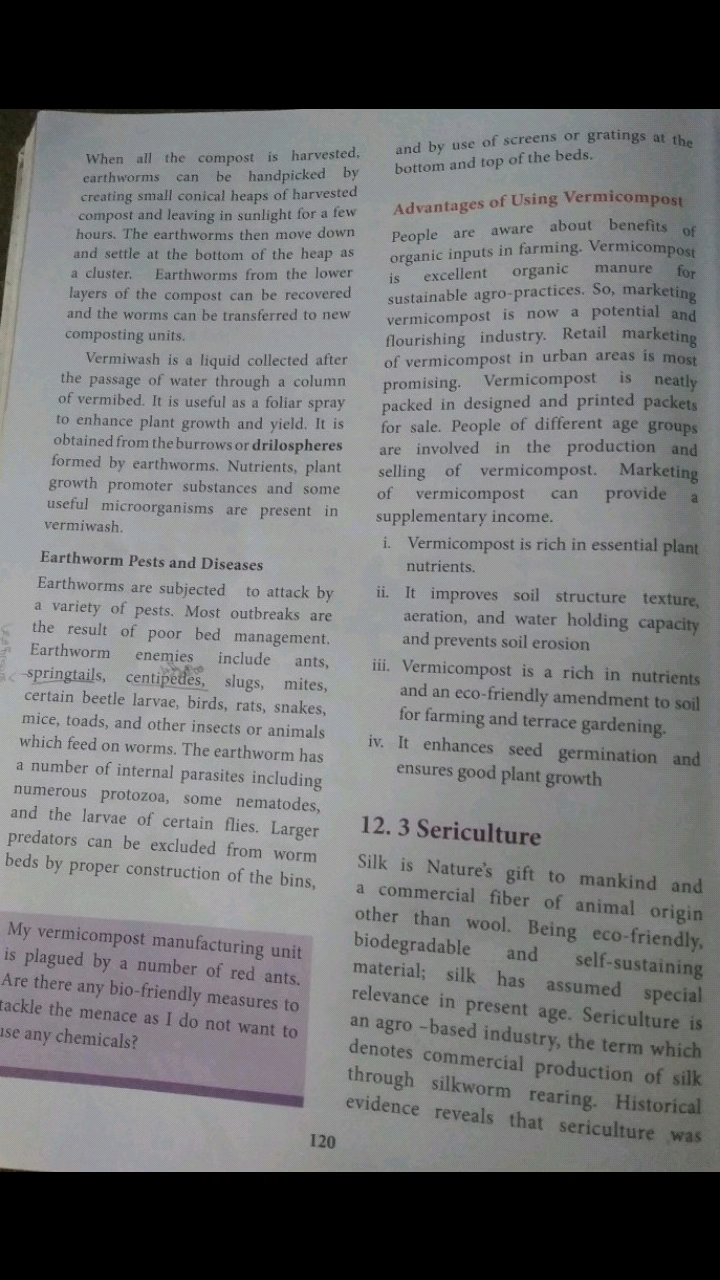 When all the compost is harvested,
earthworms can be handpicked by
creating small conical heaps of harvested
compost and leaving in sunlight for a few
hours. The earthworms then move down
and settle at the bottom of the heap as
a cluster. Earthworms from the lower
layers of the compost can be recovered
and the worms can be transferred to new
composting units.
Vermiwash is a liquid collected after
the passage of water through a column
of vermibed. It is useful as a foliar spray
to enhance plant growth and yield. It is
obtained from the burrows or drilospheres
formed by earthworms. Nutrients, plant
growth promoter substances and some
useful microorganisms are present in
vermiwash.
Earthworm Pests and Diseases
Earthworms are subjected to attack by
a variety of pests. Most outbreaks are
the result of poor bed management.
Earthworm enemies include ants,
springtails, centipedes, slugs, mites,
certain beetle larvae, birds, rats, snakes,
mice, toads, and other insects or animals
which feed on worms. The earthworm has
a number of internal parasites including
numerous protozoa, some nematodes,
and the larvae of certain flies. Larger
predators can be excluded from worm
beds by proper construction of the bins,
My vermicompost manufacturing unit
is plagued by a number of red ants.
Are there any bio-friendly measures to
tackle the menace as I do not want to
use any chemicals?
and by use of screens or gratings at the
bottom and top of the beds.
Advantages of Using Vermicompost
People are aware about benefits of
organic inputs in farming. Vermicompost
is excellent organic manure for
sustainable agro-practices. So, marketing
vermicompost is now a potential and
flourishing industry. Retail marketing
of vermicompost in urban areas is most
promising. Vermicompost is neatly
packed in designed and printed packets
for sale. People of different age groups
are involved in the production and
selling of vermicompost. Marketing
of vermicompost can provide a
supplementary income.
i. Vermicompost is rich in essential plant
nutrients.
ii. It improves soil structure texture,
aeration, and water holding capacity
and prevents soil erosion
iii. Vermicompost is a rich in nutrients
and an eco-friendly amendment to soil
for farming and terrace gardening.
iv. It enhances seed germination and
ensures good plant growth
12. 3 Sericulture
Silk is Nature's gift to mankind and
a commercial fiber of animal origin
other than wool. Being eco-friendly,
biodegradable and self-sustaining
material; silk has assumed special
relevance in present age. Sericulture is
an agro –based industry, the term which
denotes commercial production of silk
through silkworm rearing. Historical
evidence reveals that sericulture was
120